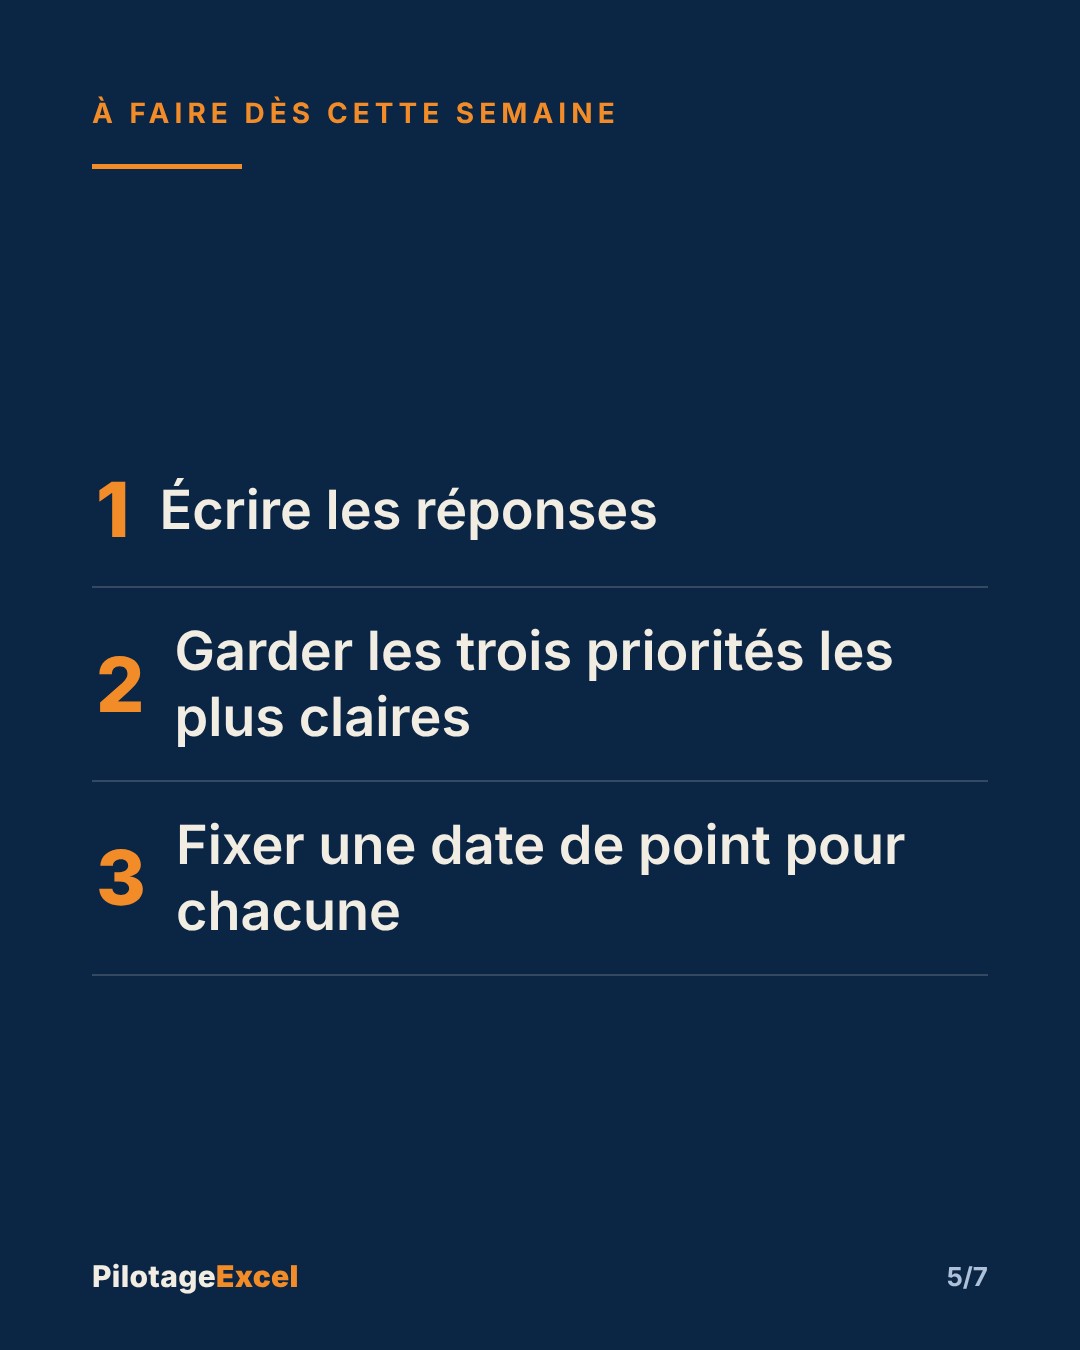 À FAIRE DÈS CETTE SEMAINE
1 Écrire les réponses
2 Garder les trois priorités les
plus claires
3 Fixer une date de point pour
chacune
PilotageExcel
5/7